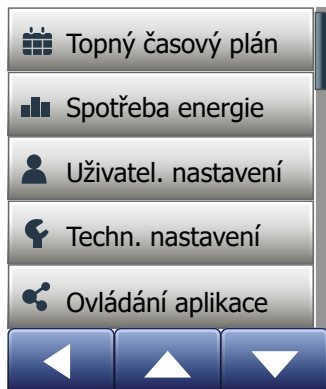 Topný časový plán
Spotřeba energie
Uživatel. nastavení
Techn. nastavení
Ovládání aplikace